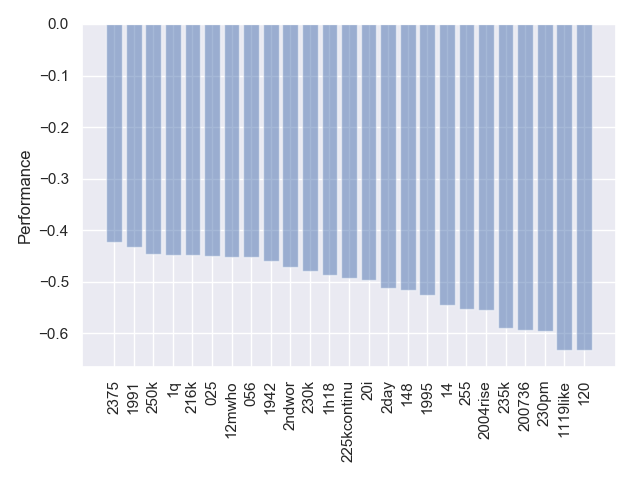 0.0
−0.1
−0.2
−0.3
−0.4
−0.5
−0.6
Performance
2375
1991
250k
1q
216k
025
12mwho
056
1942
2ndwor
230k
1h18
225kcontinu
20i
2day
148
1995
14
255
2004rise
235k
200736
230pm
1119like
120